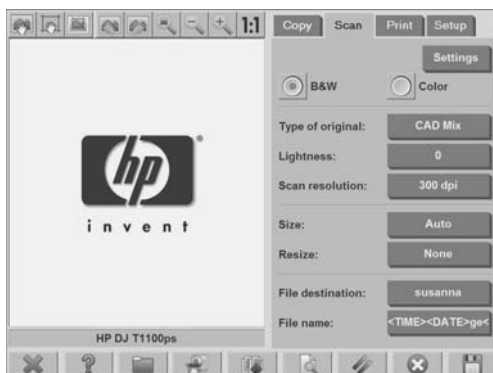 1:1
Copy Scan Print Setup
Settings
B&W Color
Type of original: CAD Mix
Lightness: 0
Scan resolution: 300 dpi
Size: Auto
Resize: None
File destination: susanna
File name: <TIME><DATE>ge<
hp
invent
HP DJ T1100ps